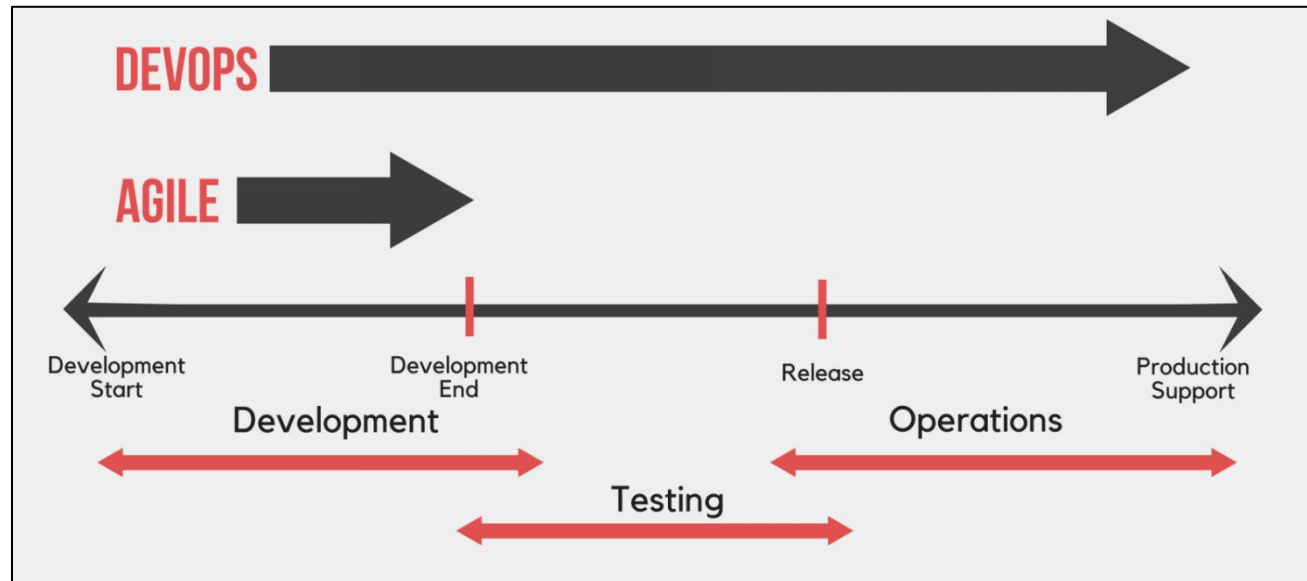 DEVOPS
AGILE
Development
Start
Development
End
Release
Production
Support
Development
Operations
Testing